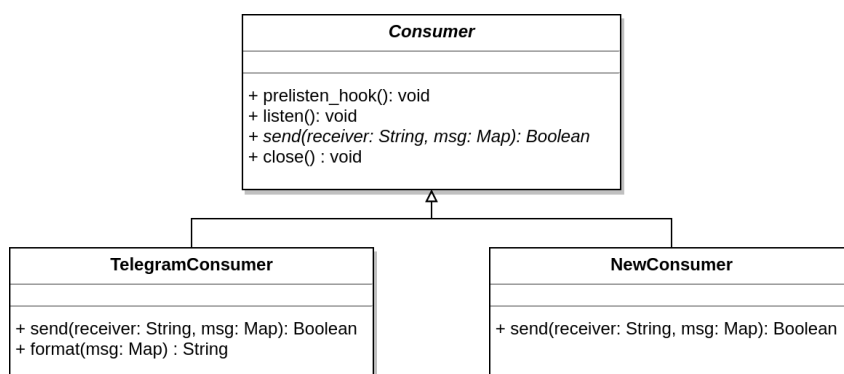 Consumer
+ prelisten_hook(): void
+ listen(): void
+ send(receiver: String, msg: Map): Boolean
+ close() : void
TelegramConsumer
+ send(receiver: String, msg: Map): Boolean
+ format(msg: Map) : String
NewConsumer
+ send(receiver: String, msg: Map): Boolean